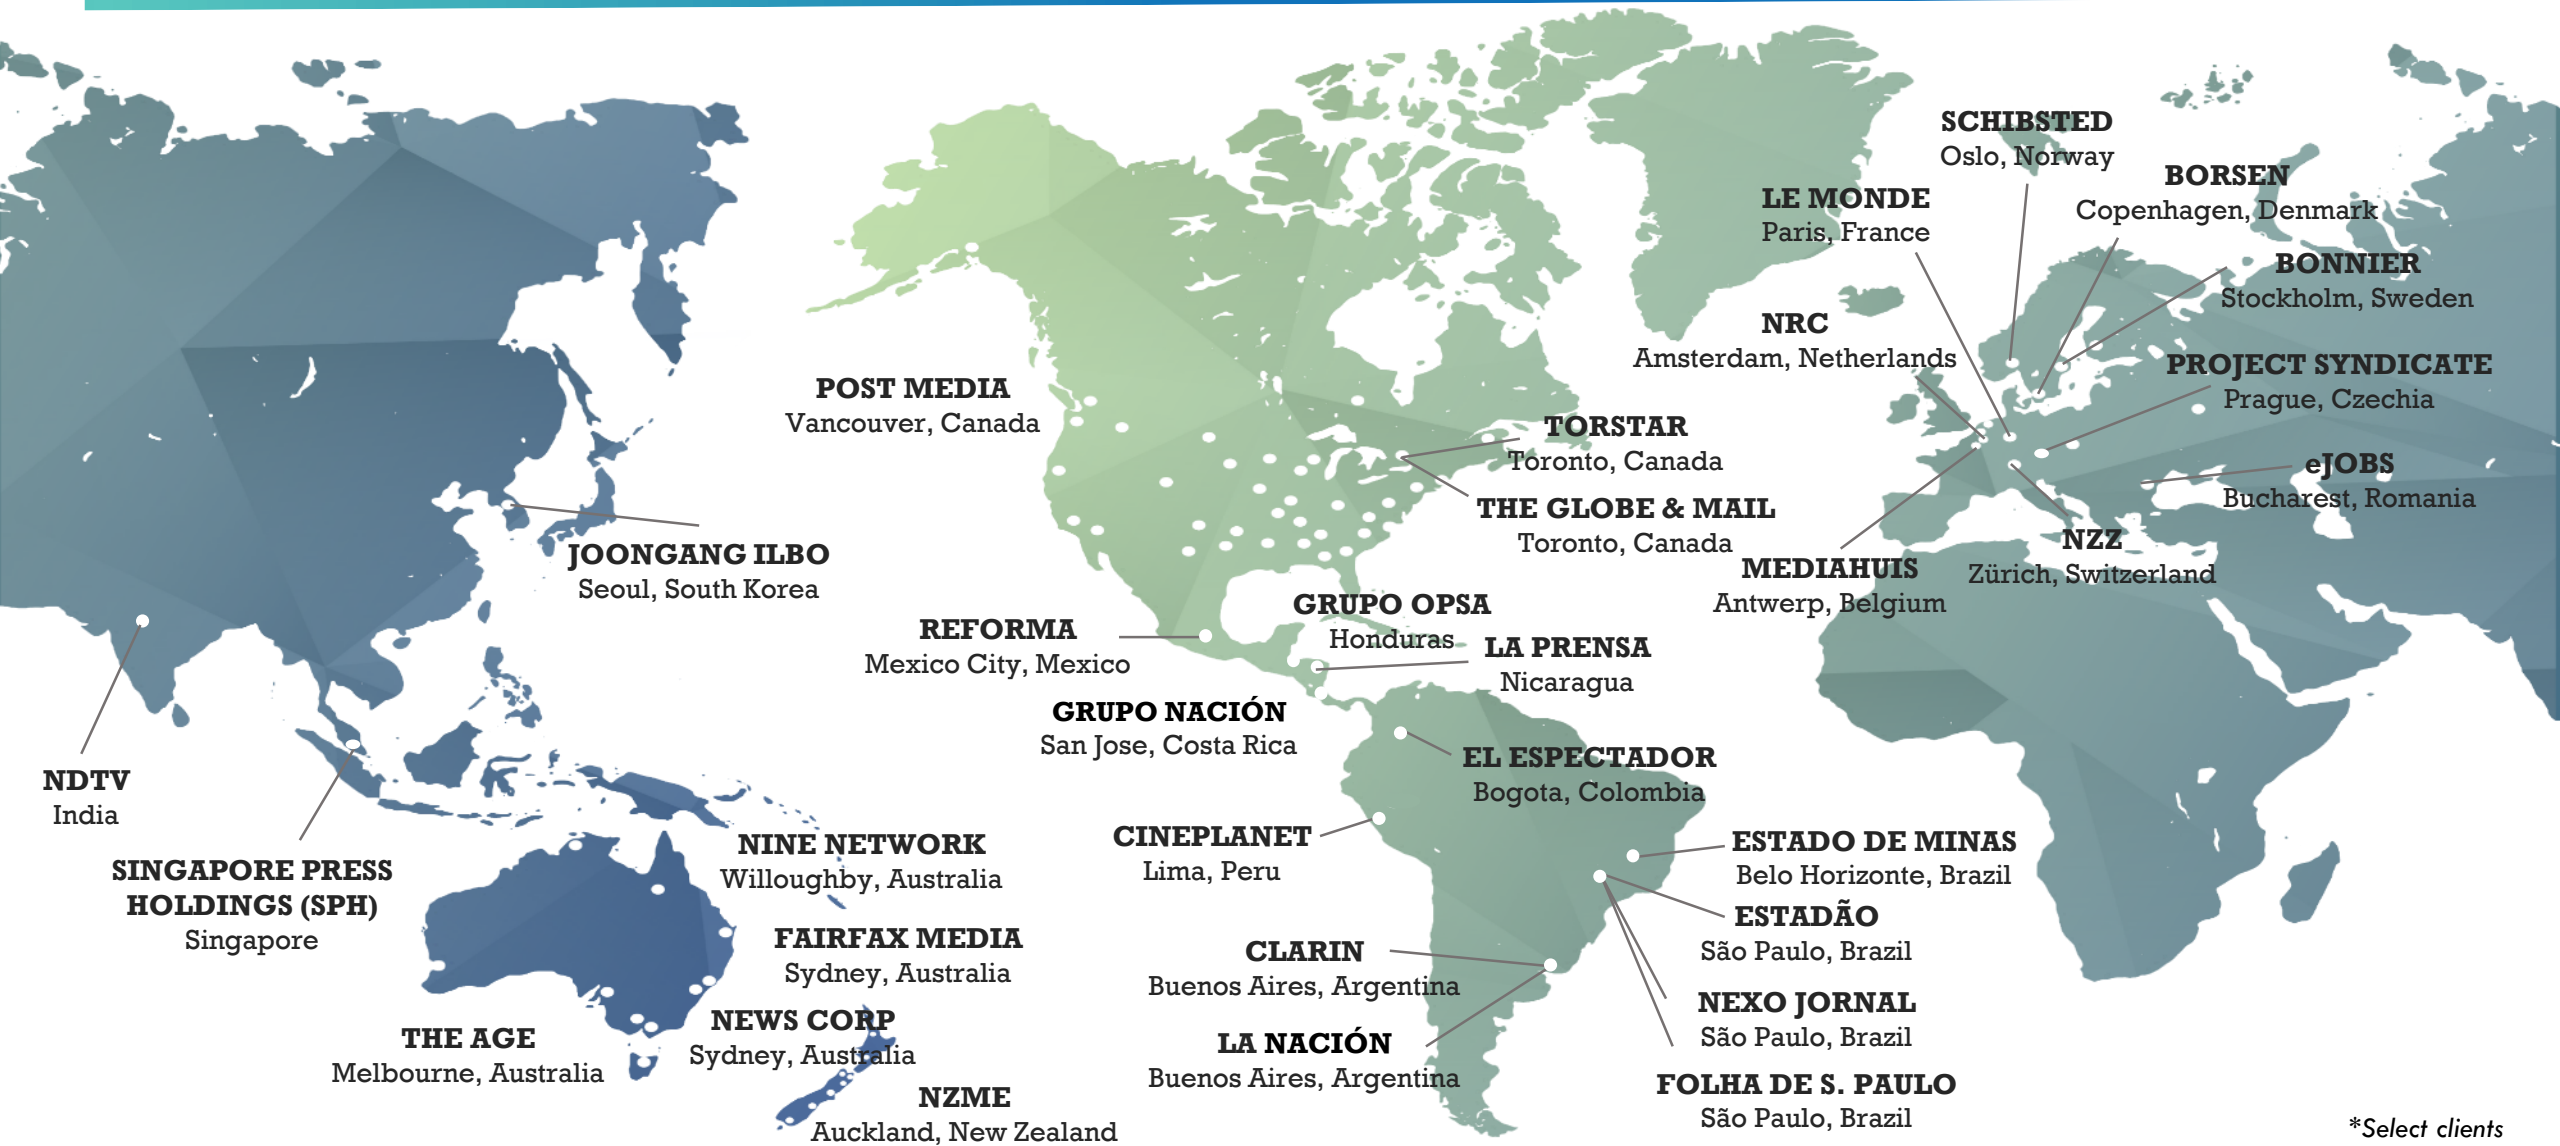 SCHIBSTED
Oslo, Norway
BORSEN
Copenhagen, Denmark
LE MONDE
Paris, France
BONNIER
Stockholm, Sweden
NRC
Amsterdam, Netherlands
PROJECT SYNDICATE
Prague, Czechia
POST MEDIA
Vancouver, Canada
TORSTAR
Toronto, Canada
eJOBS
Bucharest, Romania
THE GLOBE & MAIL
Toronto, Canada
NZZ
Zürich, Switzerland
JOONGANG ILBO
Seoul, South Korea
MEDIAHUIS
Antwerp, Belgium
GRUPO OPSA
Honduras
REFORMA
Mexico City, Mexico
LA PRENSA
Nicaragua
GRUPO NACIÓN
San Jose, Costa Rica
EL ESPECTADOR
Bogota, Colombia
NDTV
India
CINEPLANET
Lima, Peru
NINE NETWORK
Willoughby, Australia
ESTADO DE MINAS
Belo Horizonte, Brazil
SINGAPORE PRESS
HOLDINGS (SPH)
Singapore
ESTADÃO
São Paulo, Brazil
FAIRFAX MEDIA
Sydney, Australia
CLARIN
Buenos Aires, Argentina
NEXO JORNAL
São Paulo, Brazil
NEWS CORP
Sydney, Australia
THE AGE
Melbourne, Australia
LA NACIÓN
Buenos Aires, Argentina
FOLHA DE S. PAULO
São Paulo, Brazil
NZME
Auckland, New Zealand
*Select clients